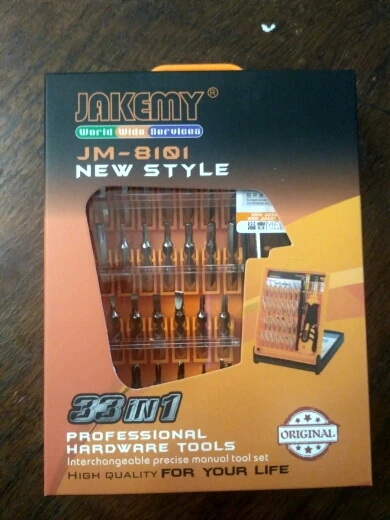 JAKEMY®
World Wide Services
JM-8101
NEW STYLE
33 IN 1
PROFESSIONAL
HARDWARE TOOLS
ORIGINAL
Interchangeable precise manual tool set
HIGH QUALITY FOR YOUR LIFE